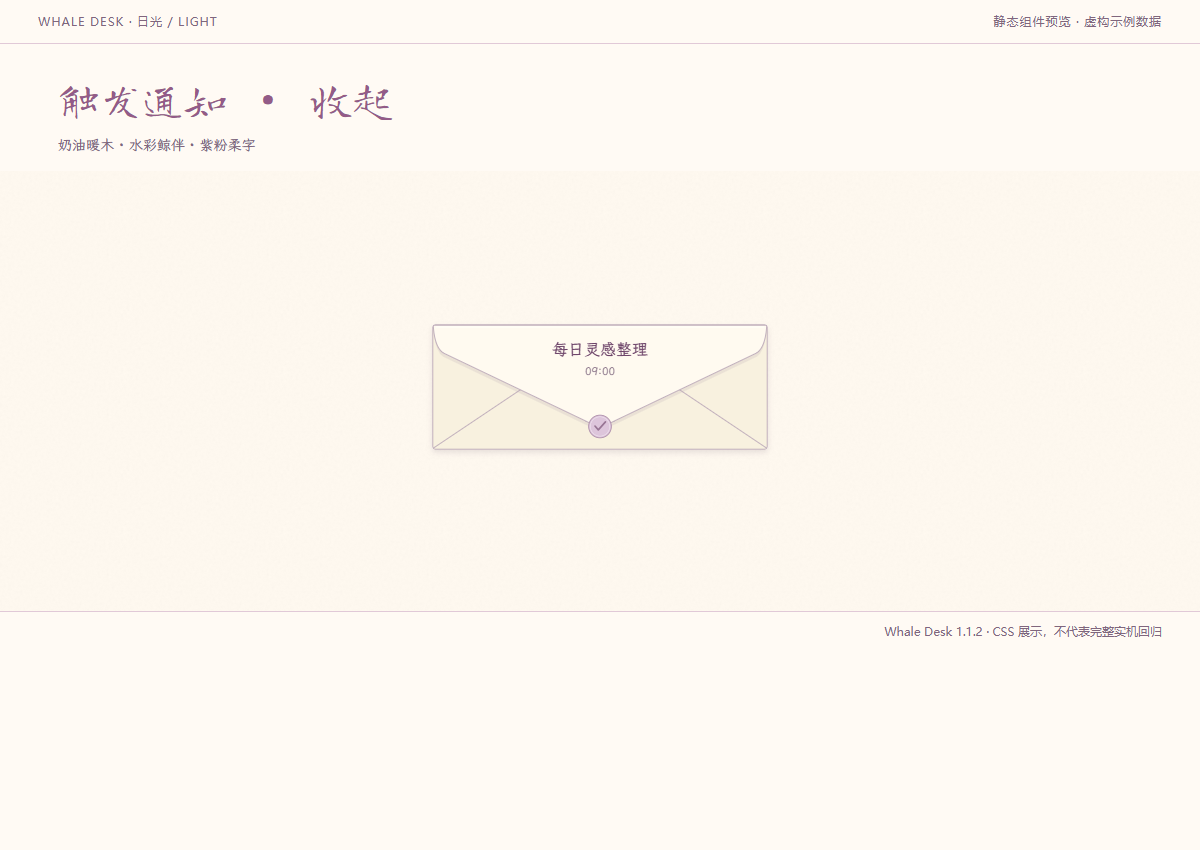 WHALE DESK · 日光 / LIGHT
静态组件预览 · 虚构示例数据
触发通知 · 收起
奶油暖木 · 水彩鲸伴 · 紫粉柔字
每日灵感整理
09:00
Whale Desk 1.1.2 · CSS 展示，不代表完整实机回归